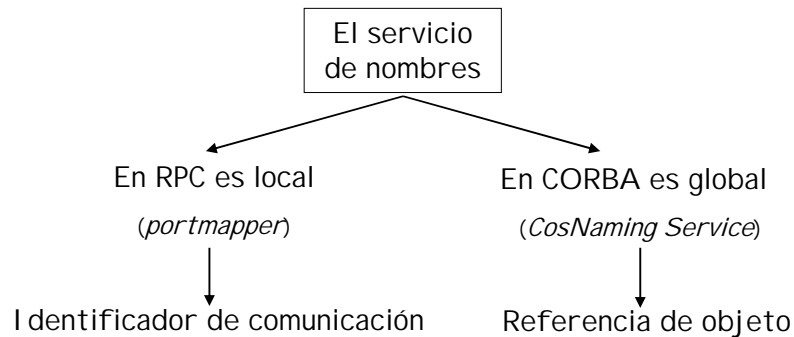 El servicio
de nombres
En RPC es local
(portmapper)
Identificador de comunicación
En CORBA es global
(CosNaming Service)
Referencia de objeto